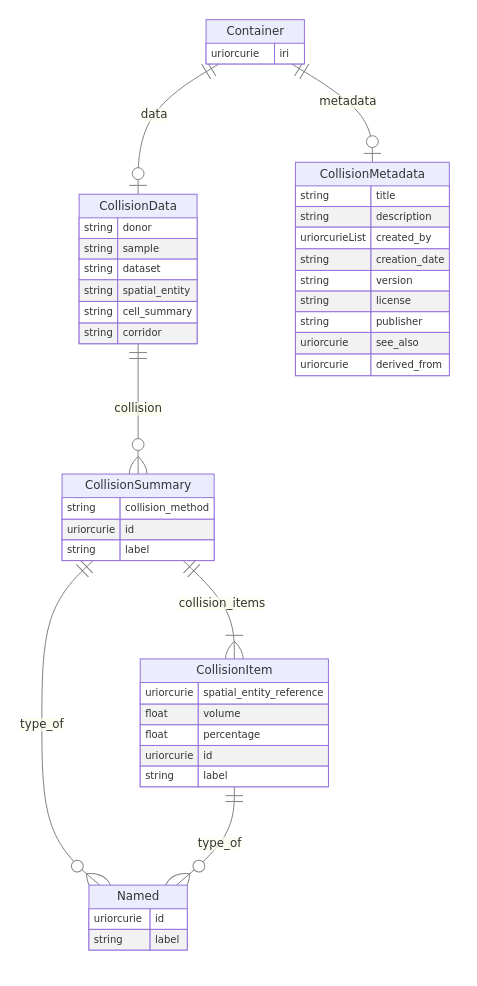 Container
uriorcurie iri
data
metadata
CollisionData
string donor
string sample
string dataset
string spatial_entity
string cell_summary
string corridor
CollisionMetadata
string title
string description
uriorcurieList created_by
string creation_date
string version
string license
string publisher
uriorcurie see_also
uriorcurie derived_from
collision
CollisionSummary
string collision_method
uriorcurie id
string label
collision_items
CollisionItem
uriorcurie spatial_entity_reference
float volume
float percentage
uriorcurie id
string label
type_of
type_of
Named
uriorcurie id
string label